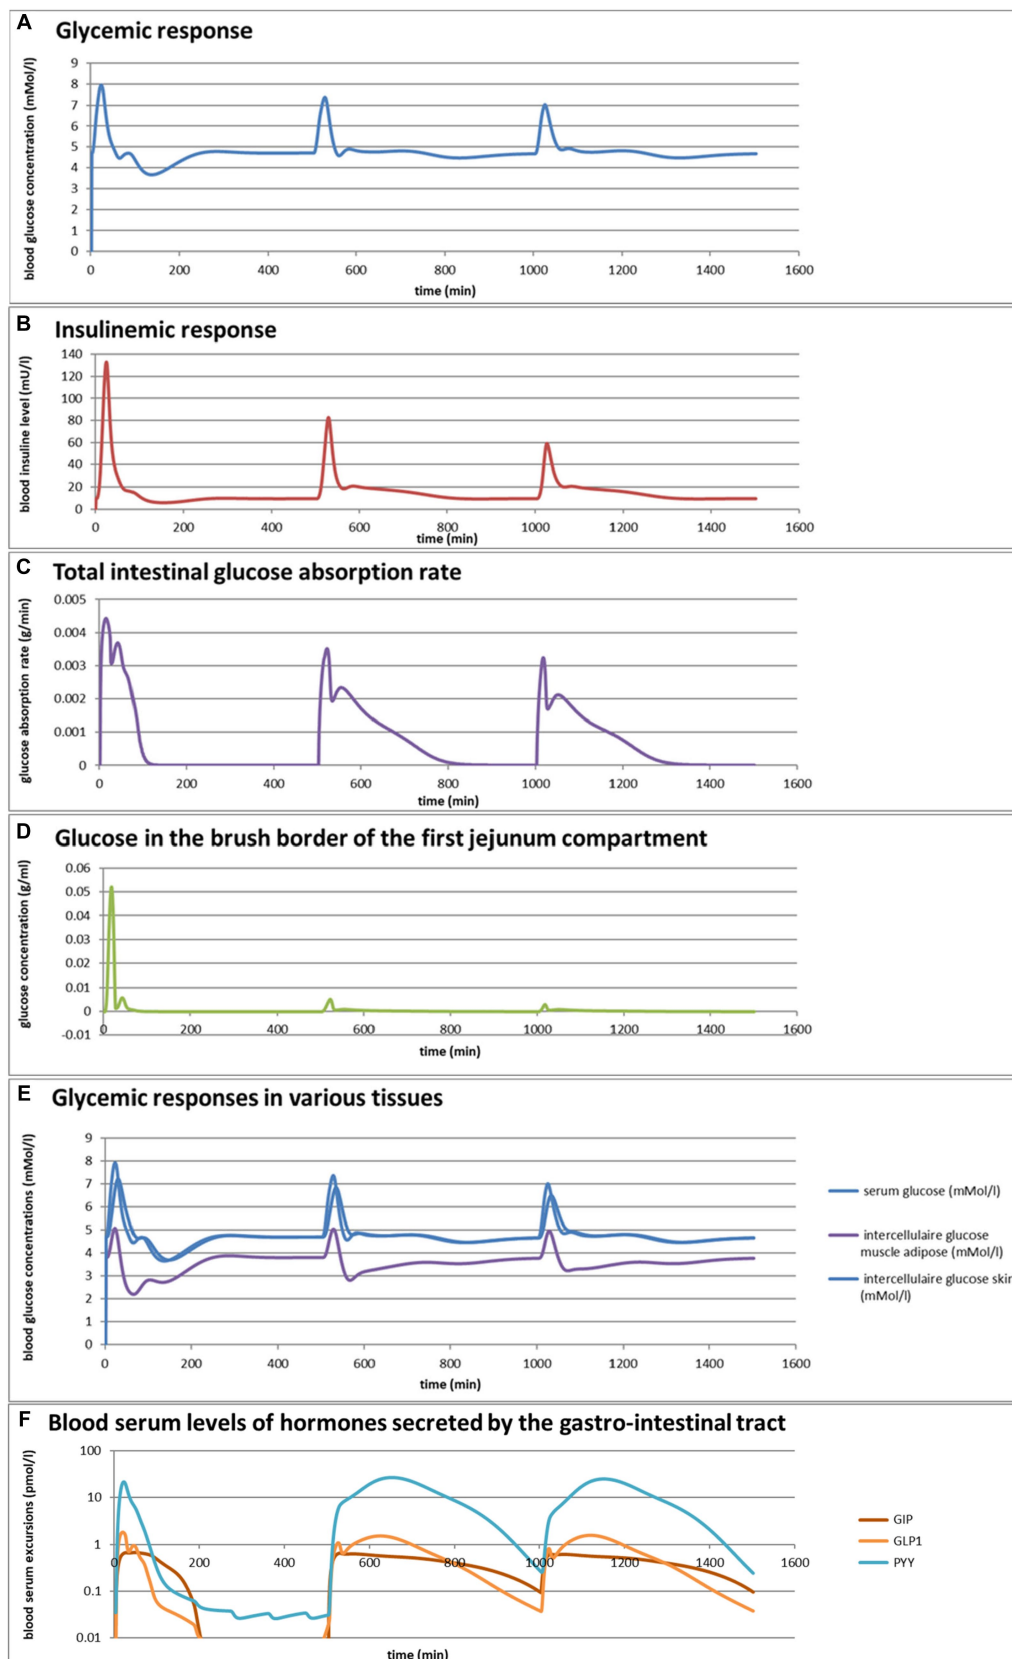 A Glycemic response
blood glucose concentration (mMol/l)
9
8
7
6
5
4
3
2
1
0
0 200 400 600 800 1000 1200 1400 1600
time (min)
B Insulinemic response
blood insuline level (mU/l)
140
120
100
80
60
40
20
0
0 200 400 600 800 1000 1200 1400 1600
time (min)
C Total intestinal glucose absorption rate
glucose absorption rate (g/min)
0.005
0.004
0.003
0.002
0.001
0
0 200 400 600 800 1000 1200 1400 1600
time (min)
D Glucose in the brush border of the first jejunum compartment
glucose concentration (g/ml)
0.06
0.05
0.04
0.03
0.02
0.01
0
-0.01
0 200 400 600 800 1000 1200 1400 1600
time (min)
E Glycemic responses in various tissues
blood glucose concentrations (mMol/l)
9
8
7
6
5
4
3
2
1
0
0 200 400 600 800 1000 1200 1400 1600
time (min)
serum glucose (mMol/l)
intercellulaire glucose
muscle adipose (mMol/l)
intercellulaire glucose skin
(mMol/l)
F Blood serum levels of hormones secreted by the gastro-intestinal tract
blood serum excursions (pmol/l)
100
10
1
0.1
0.01
0 200 400 600 800 1000 1200 1400 1600
time (min)
GIP
GLP1
PYY